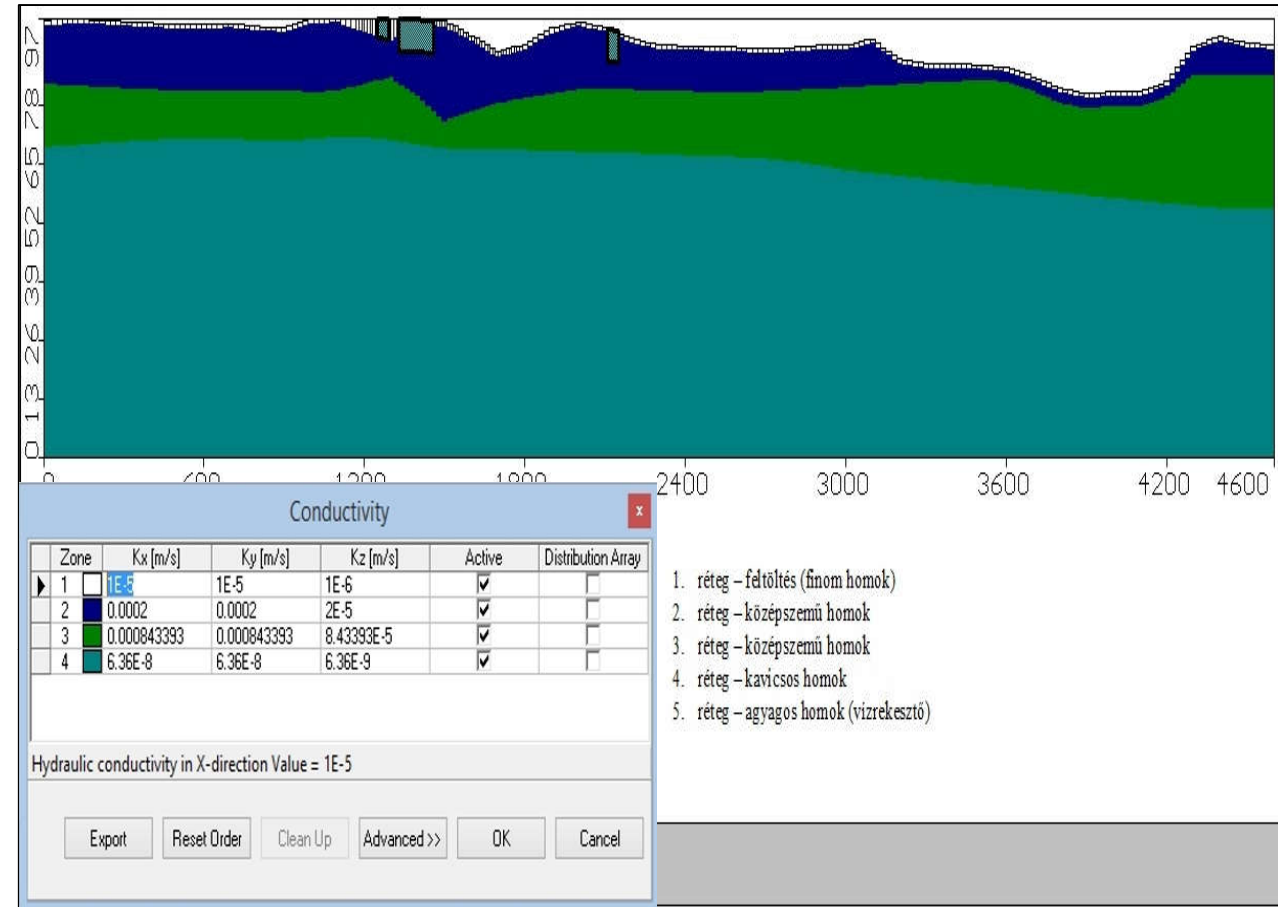 97
78
65
52
39
26
13
0
2400 3000 3600 4200 4600
Conductivity
x
Zone Kx [m/s] Ky [m/s] Kz [m/s] Active Distribution Array
1 1E-5 1E-5 1E-6
2 0.0002 0.0002 2E-5
3 0.000843393 0.000843393 8.43393E-5
4 6.36E-8 6.36E-8 6.36E-9
Hydraulic conductivity in X-direction Value = 1E-5
Export Reset Order Clean Up Advanced >> OK Cancel
1. réteg – feltöltés (finom homok)
2. réteg – középszemű homok
3. réteg – középszemű homok
4. réteg – kavicsos homok
5. réteg – agyagos homok (vízrekesztő)